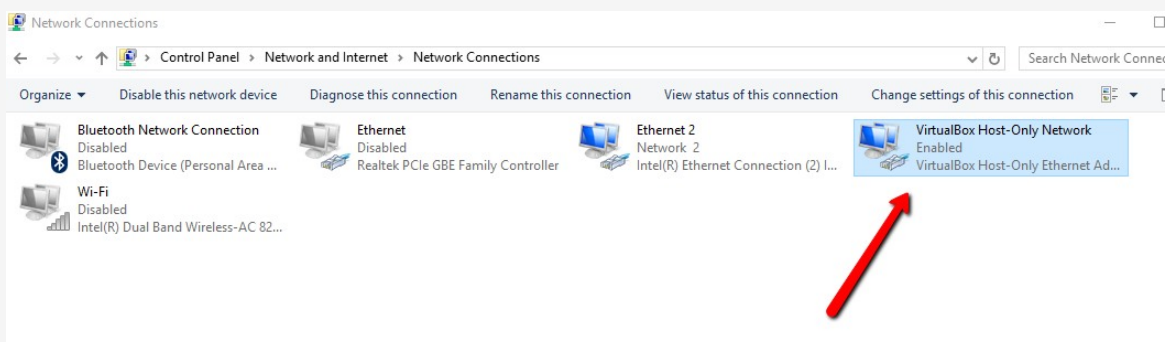 Network Connections
Control Panel > Network and Internet > Network Connections
Search Network Connec
Organize
Disable this network device
Diagnose this connection
Rename this connection
View status of this connection
Change settings of this connection
Bluetooth Network Connection
Disabled
Bluetooth Device (Personal Area ...
Ethernet
Disabled
Realtek PCIe GBE Family Controller
Ethernet 2
Network 2
Intel(R) Ethernet Connection (2) I...
VirtualBox Host-Only Network
Enabled
VirtualBox Host-Only Ethernet Ad...
Wi-Fi
Disabled
Intel(R) Dual Band Wireless-AC 82...